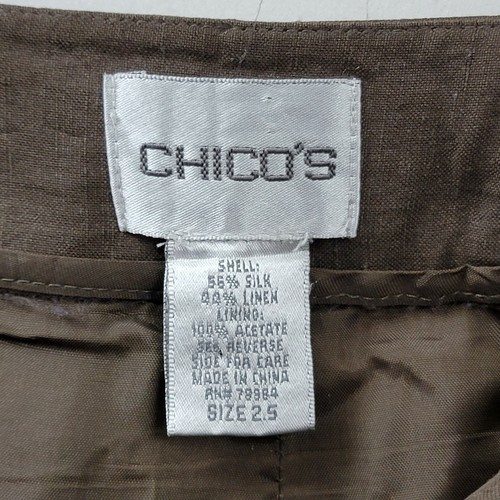 CHICO'S
SHELL:
56% SILK
44% LINEN
LINING:
100% ACETATE
SEE REVERSE
SIDE FOR CARE
MADE IN CHINA
RN# 79984
SIZE 2.5